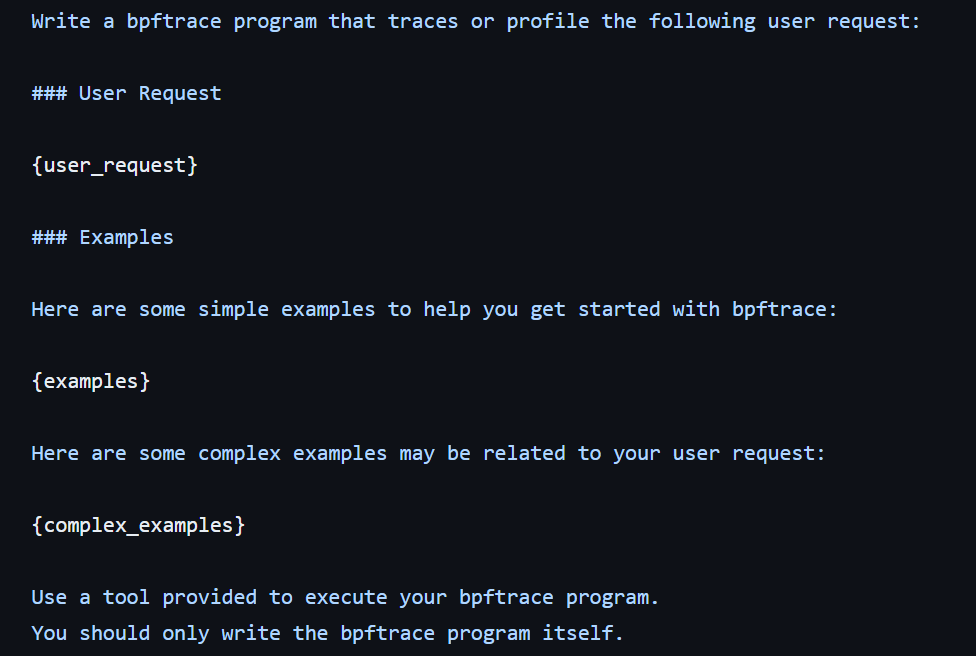 Write a bpftrace program that traces or profile the following user request:
### User Request
{user_request}
### Examples
Here are some simple examples to help you get started with bpftrace:
{examples}
Here are some complex examples may be related to your user request:
{complex_examples}
Use a tool provided to execute your bpftrace program.
You should only write the bpftrace program itself.